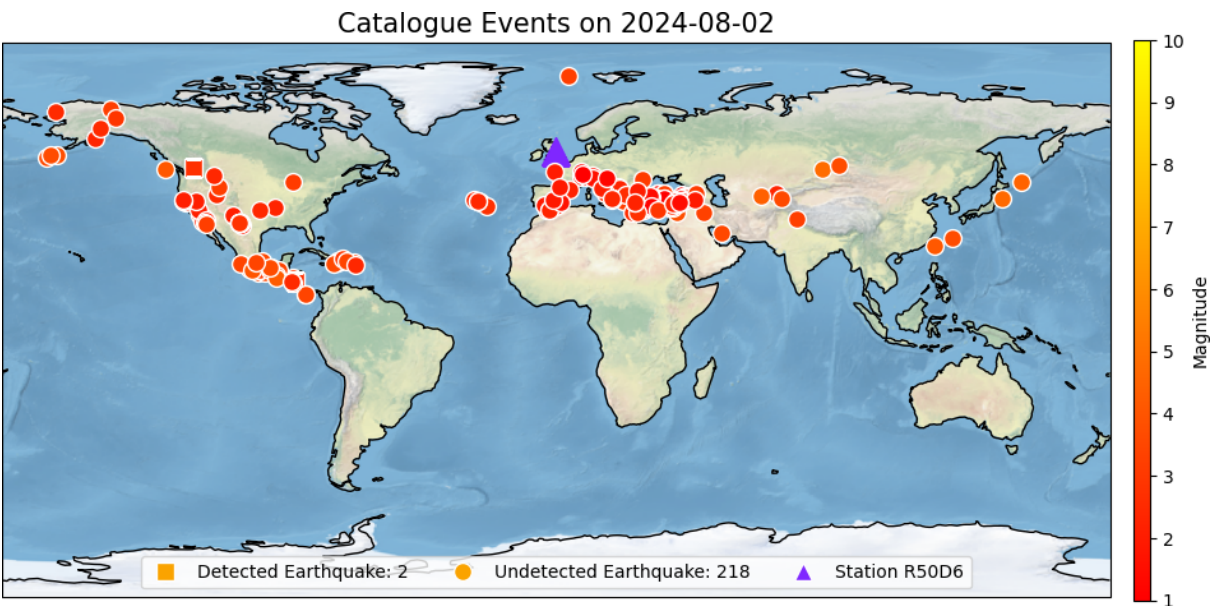 Catalogue Events on 2024-08-02
10
9
8
7
6
5
4
3
2
1
Magnitude
Detected Earthquake: 2
Undetected Earthquake: 218
Station R50D6